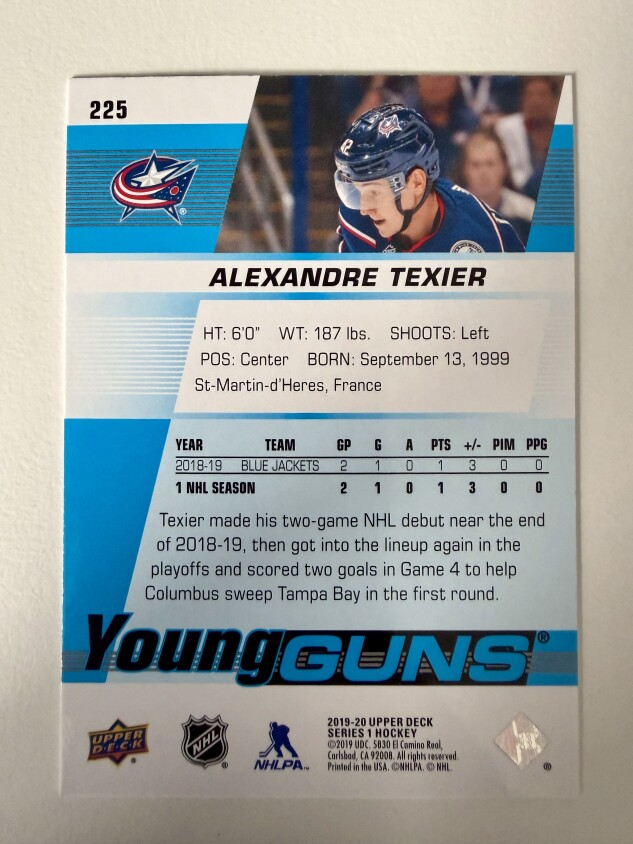 225
ALEXANDRE TEXIER
HT: 6'0" WT: 187 lbs. SHOOTS: Left
POS: Center BORN: September 13, 1999
St-Martin-d'Heres, France
YEAR TEAM GP G A PTS +/- PIM PPG
2018-19 BLUE JACKETS 2 1 0 1 3 0 0
1 NHL SEASON 2 1 0 1 3 0 0
Texier made his two-game NHL debut near the end
of 2018-19, then got into the lineup again in the
playoffs and scored two goals in Game 4 to help
Columbus sweep Tampa Bay in the first round.
Young GUNS®
UPPER DECK®
NHL®
NHLPA™
2019-20 UPPER DECK
SERIES 1 HOCKEY
©2019 UDC. 5830 El Camino Real,
Carlsbad, CA 92008. All rights reserved.
Printed in the USA. ©NHLPA. © NHL.
®